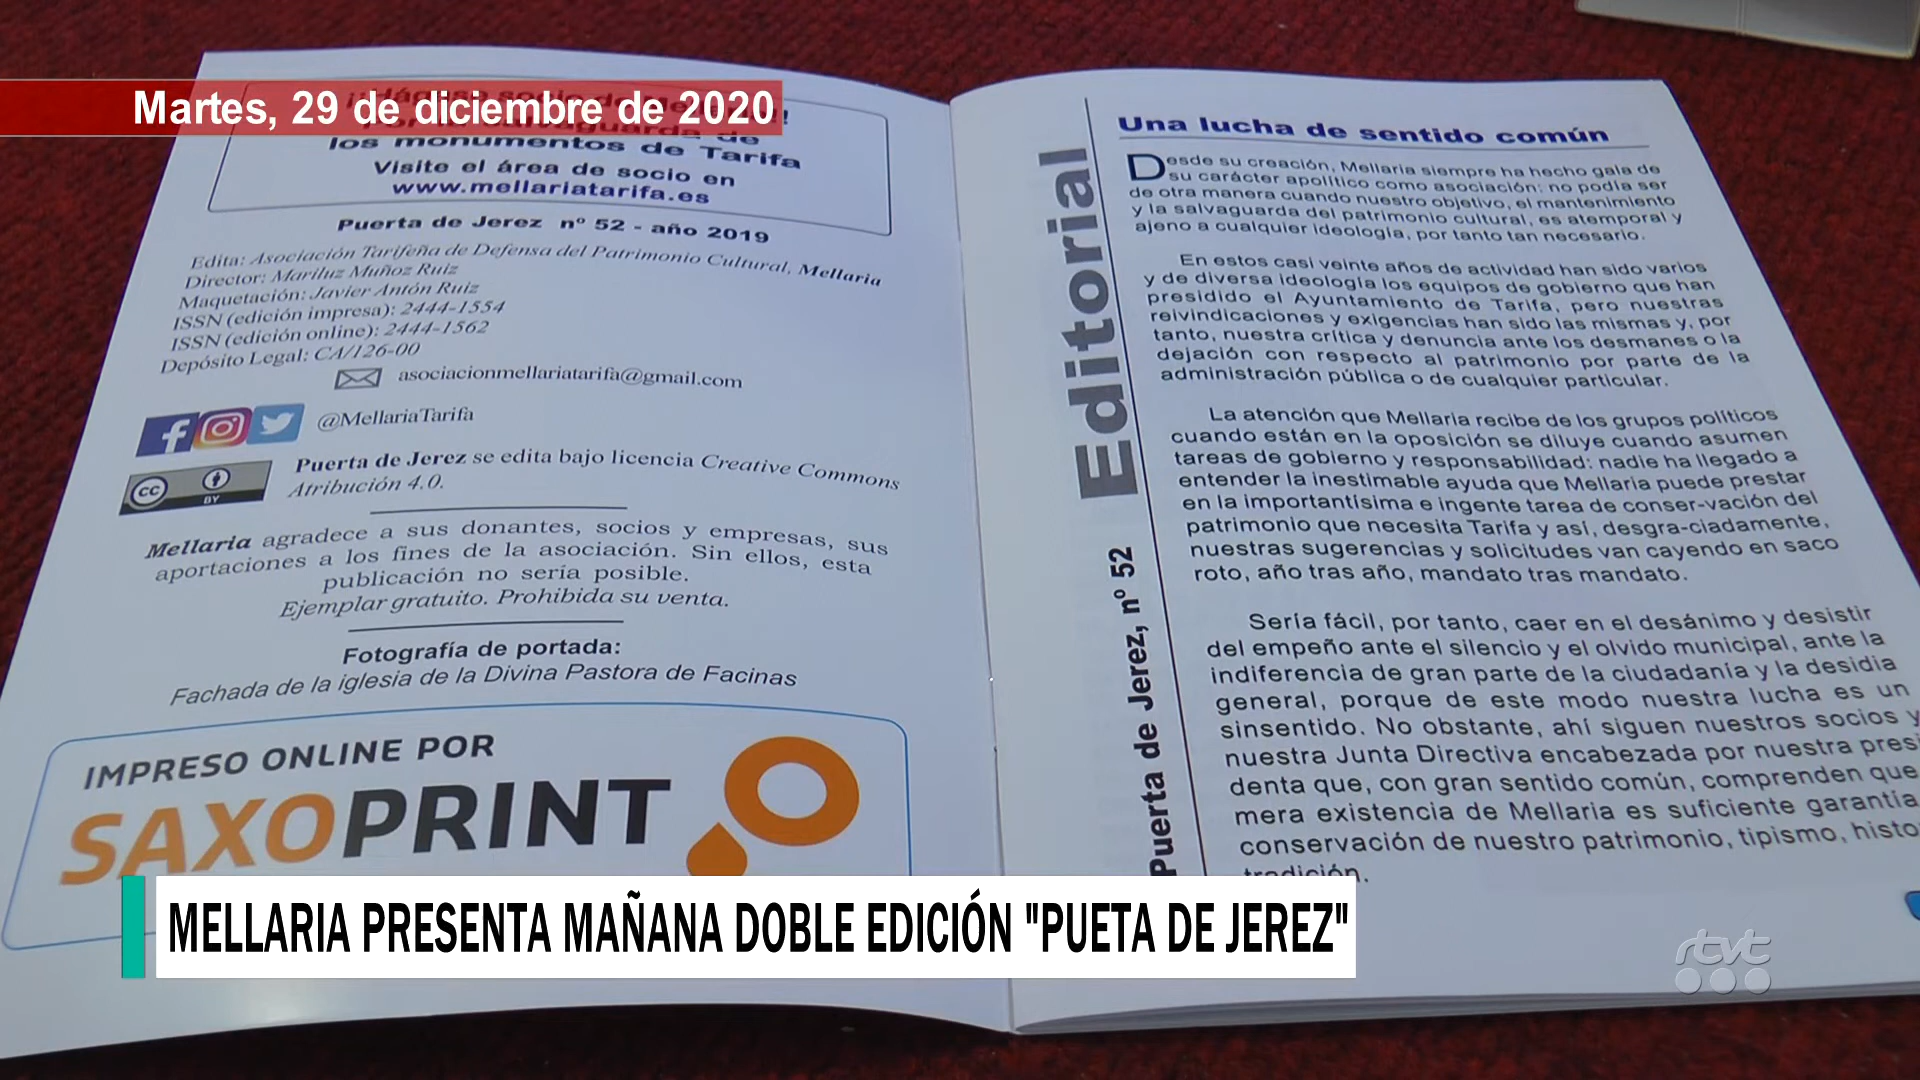 Martes, 29 de diciembre de 2020
los monumentos de Tarifa
Visite el área de socio en
www.mellariatarifa.es
Puerta de Jerez nº 52 - año 2019
Edita: Asociación Tarifeña de Defensa del Patrimonio Cultural, Mellaria
Director: Mariluz Muñoz Ruiz
Maquetación: Javier Antón Ruiz
ISSN (edición impresa): 2444-1554
ISSN (edición online): 2444-1562
Depósito Legal: CA/126-00
asociacionmellariatarifa@gmail.com
@MellariaTarifa
CC BY
Puerta de Jerez se edita bajo licencia Creative Commons
Atribución 4.0.
Mellaria agradece a sus donantes, socios y empresas, sus
aportaciones a los fines de la asociación. Sin ellos, esta
publicación no sería posible.
Ejemplar gratuito. Prohibida su venta.
Fotografía de portada:
Fachada de la iglesia de la Divina Pastora de Facinas
IMPRESO ONLINE POR
SAXOPRINT
Puerta de Jerez, nº 52
Editorial
Una lucha de sentido común
Desde su creación, Mellaria siempre ha hecho gala de
su carácter apolítico como asociación: no podía ser
de otra manera cuando nuestro objetivo, el mantenimiento
y la salvaguarda del patrimonio cultural, es atemporal y
ajeno a cualquier ideología, por tanto tan necesario.
En estos casi veinte años de actividad han sido varios
y de diversa ideología los equipos de gobierno que han
presidido el Ayuntamiento de Tarifa, pero nuestras
reivindicaciones y exigencias han sido las mismas y, por
tanto, nuestra crítica y denuncia ante los desmanes o la
dejación con respecto al patrimonio por parte de la
administración pública o de cualquier particular.
La atención que Mellaria recibe de los grupos políticos
cuando están en la oposición se diluye cuando asumen
tareas de gobierno y responsabilidad: nadie ha llegado a
entender la inestimable ayuda que Mellaria puede prestar
en la importantísima e ingente tarea de conser-vación del
patrimonio que necesita Tarifa y así, desgra-ciadamente,
nuestras sugerencias y solicitudes van cayendo en saco
roto, año tras año, mandato tras mandato.
Sería fácil, por tanto, caer en el desánimo y desistir
del empeño ante el silencio y el olvido municipal, ante la
indiferencia de gran parte de la ciudadanía y la desidia
general, porque de este modo nuestra lucha es un
sinsentido. No obstante, ahí siguen nuestros socios y
nuestra Junta Directiva encabezada por nuestra presi
denta que, con gran sentido común, comprenden que
mera existencia de Mellaria es suficiente garantía
conservación de nuestro patrimonio, tipismo, histo
tradición.
MELLARIA PRESENTA MAÑANA DOBLE EDICIÓN "PUETA DE JEREZ"
rtvt